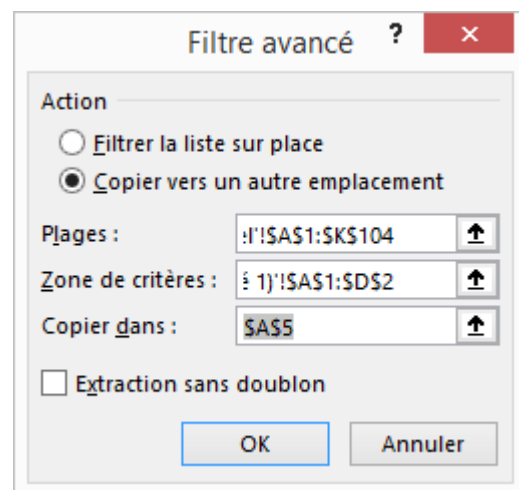 Filtre avancé ? ×
Action
Filtrer la liste sur place
Copier vers un autre emplacement
Plages : :l'!$A$1:$K$104
Zone de critères : é 1)'!$A$1:$D$2
Copier dans : $A$5
Extraction sans doublon
OK Annuler